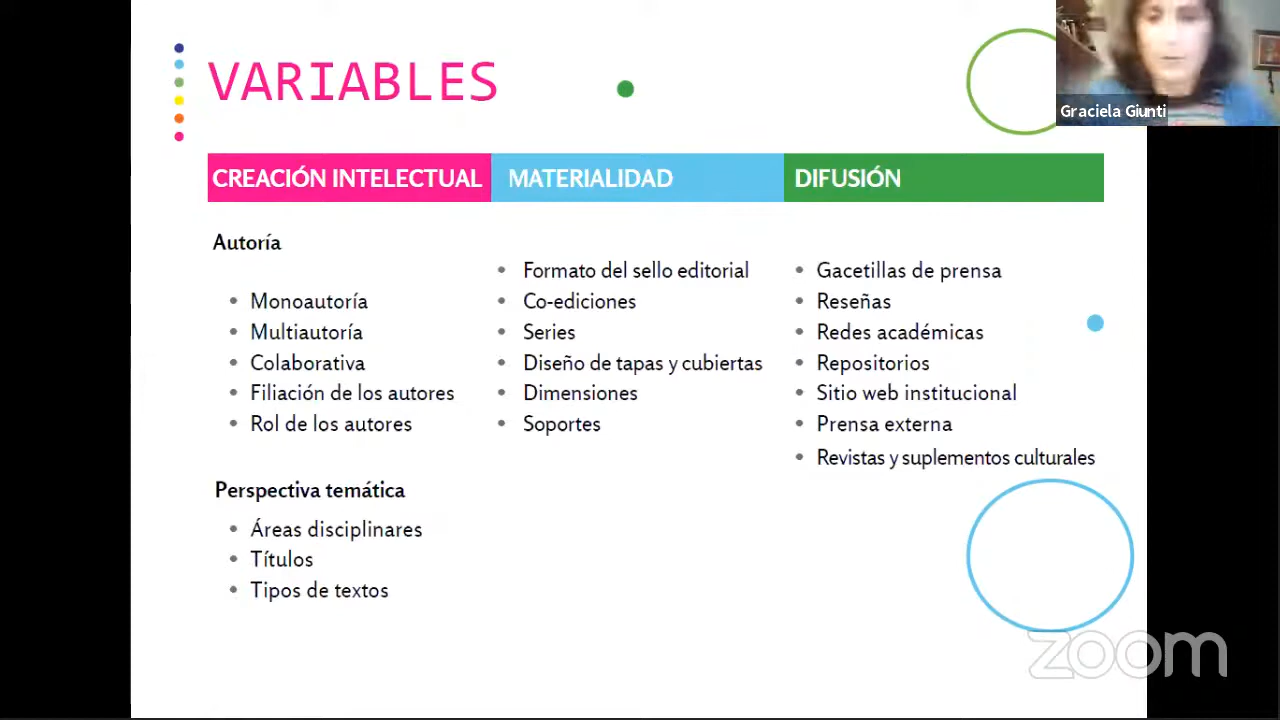 VARIABLES
Graciela Giunti
CREACIÓN INTELECTUAL
MATERIALIDAD
DIFUSIÓN
Autoría
• Monoautoría
• Multiautoría
• Colaborativa
• Filiación de los autores
• Rol de los autores
Perspectiva temática
• Áreas disciplinares
• Títulos
• Tipos de textos
• Formato del sello editorial
• Co-ediciones
• Series
• Diseño de tapas y cubiertas
• Dimensiones
• Soportes
• Gacetillas de prensa
• Reseñas
• Redes académicas
• Repositorios
• Sitio web institucional
• Prensa externa
• Revistas y suplementos culturales
zoom